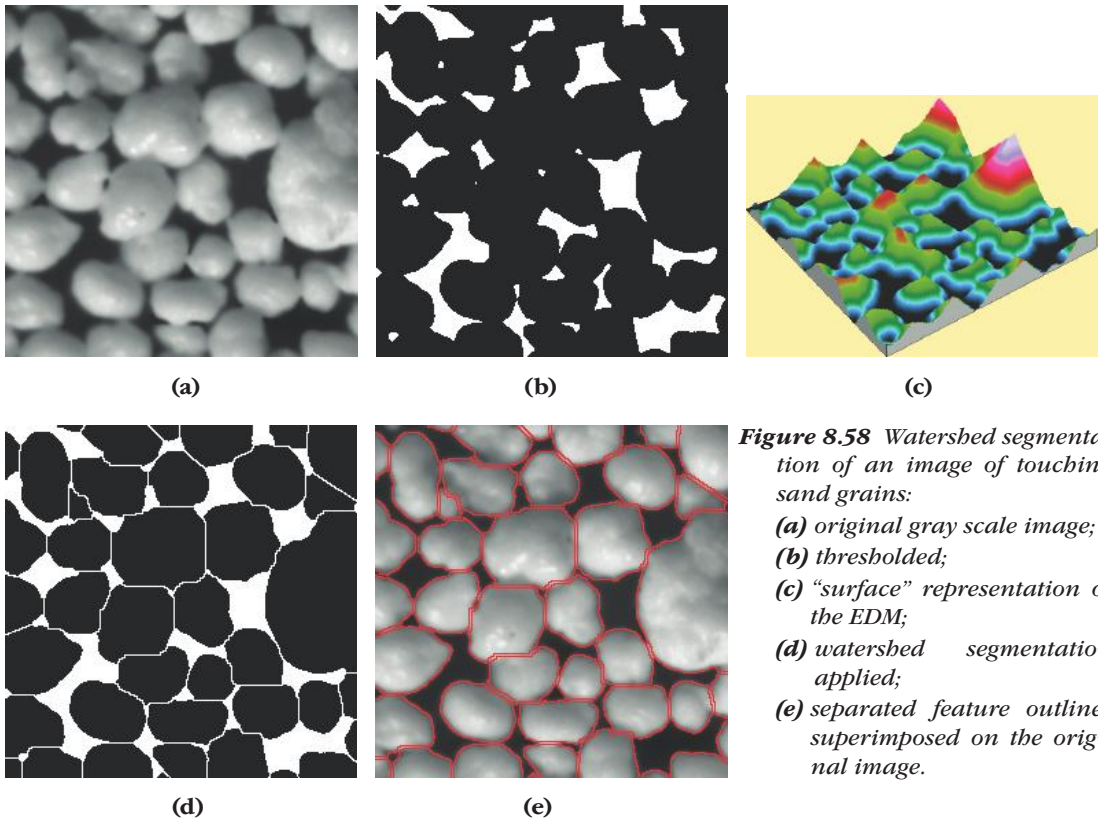 (a)
(b)
(c)
Figure 8.58 Watershed segmenta
tion of an image of touchin
sand grains:
(a) original gray scale image;
(b) thresholded;
(c) “surface” representation o
the EDM;
(d) watershed segmentatio
applied;
(e) separated feature outline
superimposed on the orig
nal image.
(d)
(e)